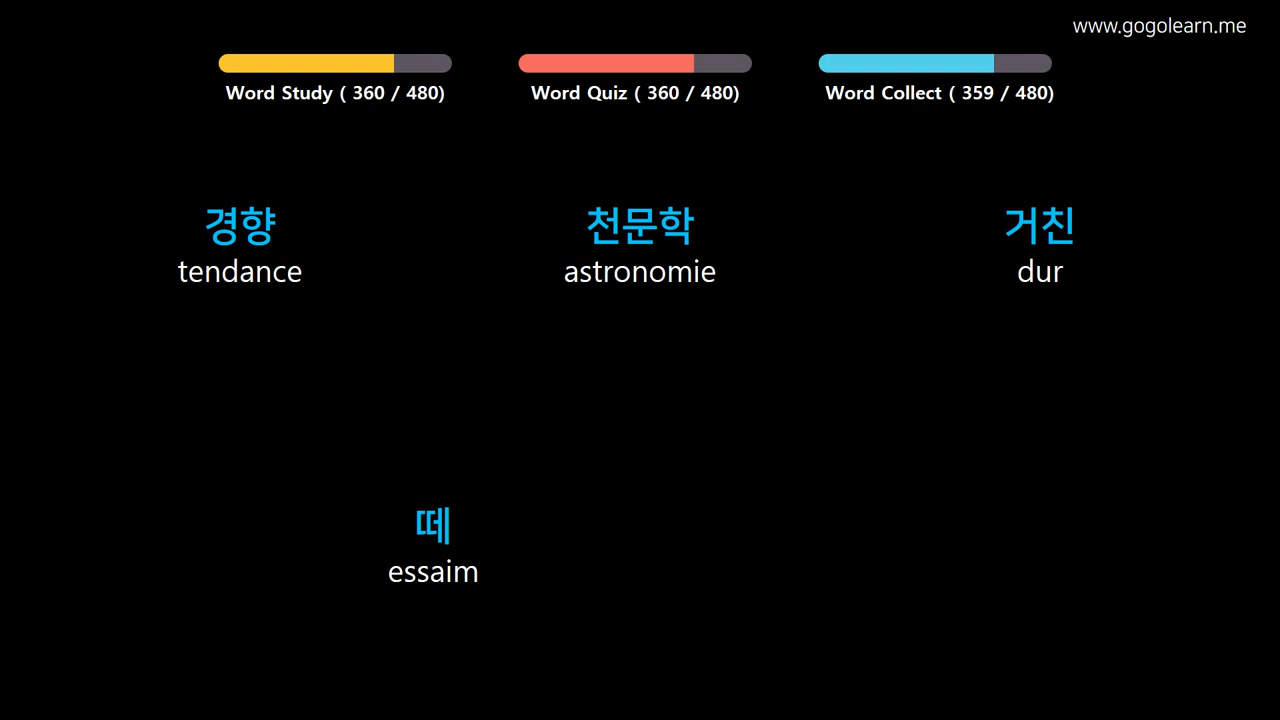 www.gogolearn.me
Word Study ( 360 / 480)
Word Quiz ( 360 / 480)
Word Collect ( 359 / 480)
경향
tendance
천문학
astronomie
거친
dur
떼
essaim